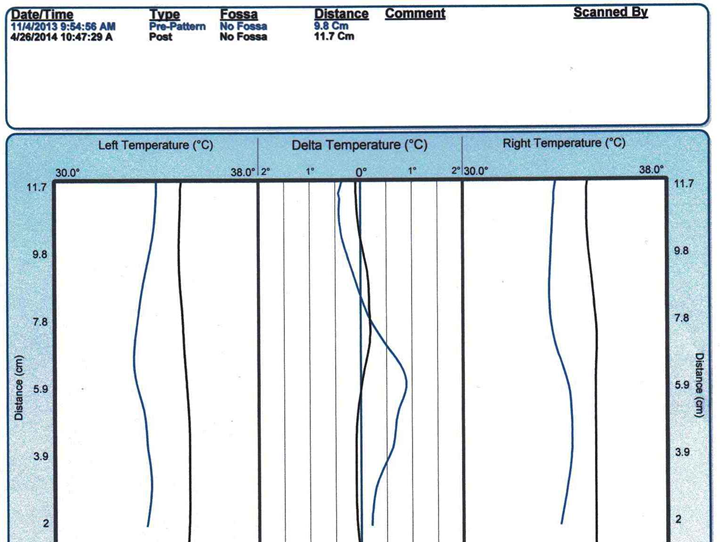 Date/Time Type Fossa Distance Comment Scanned By
11/4/2013 9:54:56 AM Pre-Pattern No Fossa 9.8 Cm
4/26/2014 10:47:29 A Post No Fossa 11.7 Cm
Left Temperature (°C) Delta Temperature (°C) Right Temperature (°C)
30.0° 38.0° 2° 1° 0° 1° 2° 30.0° 38.0°
11.7 11.7
9.8 9.8
7.8 7.8
5.9 5.9
3.9 3.9
2 2
Distance (cm)
Distance (cm)